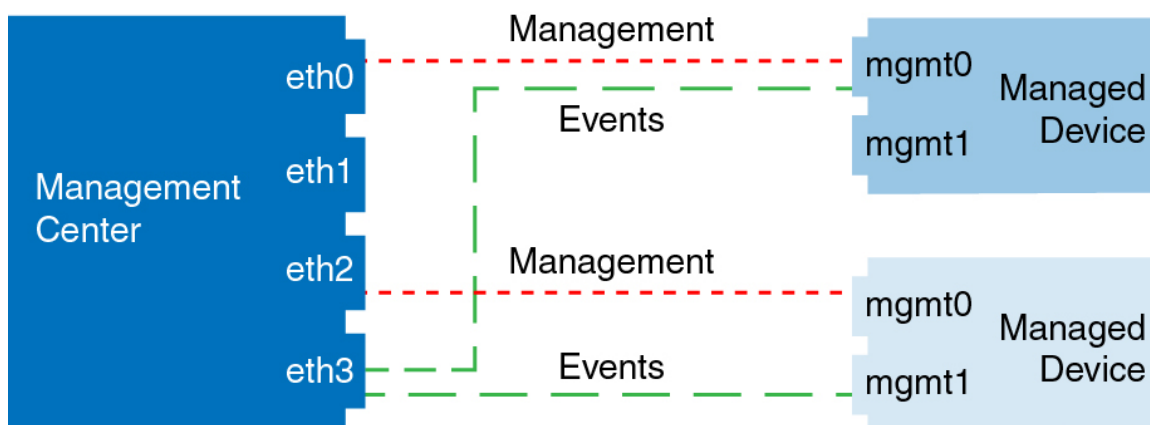 Management
Center
eth0
eth1
eth2
eth3
Management
Events
Management
Events
mgmt0
mgmt1
Managed
Device
mgmt0
mgmt1
Managed
Device